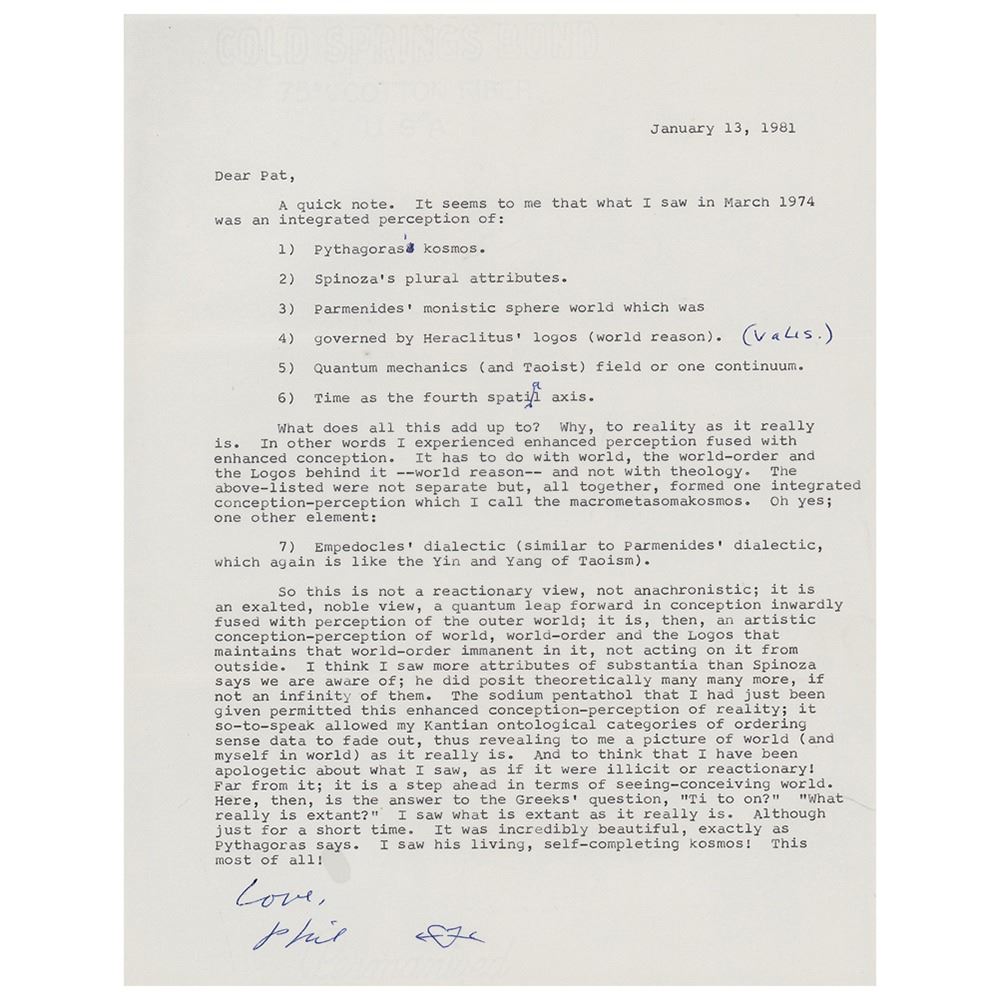 COLD SPRINGS BOND
75% COTTON FIBER
U S A
January 13, 1981
Dear Pat,
A quick note. It seems to me that what I saw in March 1974
was an integrated perception of:
1) Pythagoras' kosmos.
2) Spinoza's plural attributes.
3) Parmenides' monistic sphere world which was
4) governed by Heraclitus' logos (world reason). (Valis.)
5) Quantum mechanics (and Taoist) field or one continuum.
6) Time as the fourth spatial axis.
What does all this add up to? Why, to reality as it really
is. In other words I experienced enhanced perception fused with
enhanced conception. It has to do with world, the world-order and
the Logos behind it --world reason-- and not with theology. The
above-listed were not separate but, all together, formed one integrated
conception-perception which I call the macrometasomakosmos. Oh yes;
one other element:
7) Empedocles' dialectic (similar to Parmenides' dialectic,
which again is like the Yin and Yang of Taoism).
So this is not a reactionary view, not anachronistic; it is
an exalted, noble view, a quantum leap forward in conception inwardly
fused with perception of the outer world; it is, then, an artistic
conception-perception of world, world-order and the Logos that
maintains that world-order immanent in it, not acting on it from
outside. I think I saw more attributes of substantia than Spinoza
says we are aware of; he did posit theoretically many many more, if
not an infinity of them. The sodium pentathol that I had just been
given permitted this enhanced conception-perception of reality; it
so-to-speak allowed my Kantian ontological categories of ordering
sense data to fade out, thus revealing to me a picture of world (and
myself in world) as it really is. And to think that I have been
apologetic about what I saw, as if it were illicit or reactionary!
Far from it; it is a step ahead in terms of seeing-conceiving world.
Here, then, is the answer to the Greeks' question, "Ti to on?" "What
really is extant?" I saw what is extant as it really is. Although
just for a short time. It was incredibly beautiful, exactly as
Pythagoras says. I saw his living, self-completing kosmos! This
most of all!
Love,
Phil